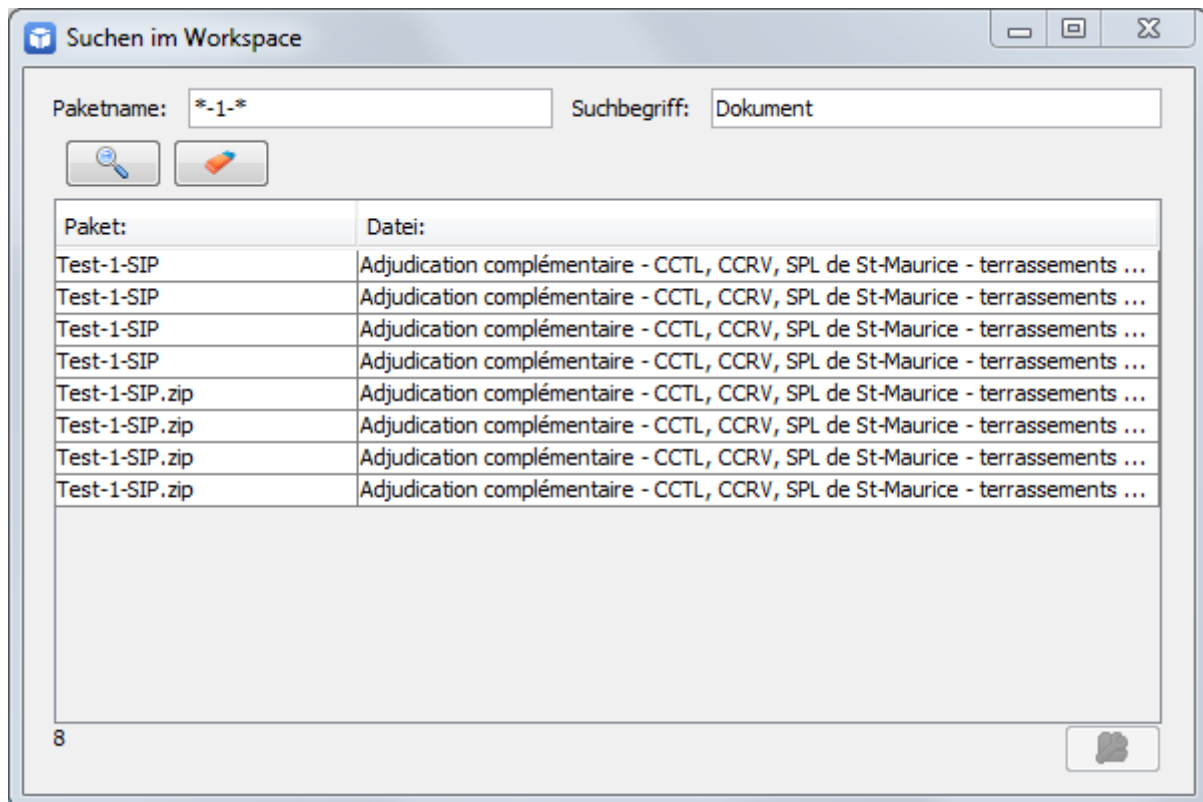 Suchen im Workspace
Paketname: *-1-* Suchbegriff: Dokument
Paket: Datei:
Test-1-SIP Adjudication complémentaire - CCTL, CCRV, SPL de St-Maurice - terrassements ...
Test-1-SIP Adjudication complémentaire - CCTL, CCRV, SPL de St-Maurice - terrassements ...
Test-1-SIP Adjudication complémentaire - CCTL, CCRV, SPL de St-Maurice - terrassements ...
Test-1-SIP Adjudication complémentaire - CCTL, CCRV, SPL de St-Maurice - terrassements ...
Test-1-SIP.zip Adjudication complémentaire - CCTL, CCRV, SPL de St-Maurice - terrassements ...
Test-1-SIP.zip Adjudication complémentaire - CCTL, CCRV, SPL de St-Maurice - terrassements ...
Test-1-SIP.zip Adjudication complémentaire - CCTL, CCRV, SPL de St-Maurice - terrassements ...
Test-1-SIP.zip Adjudication complémentaire - CCTL, CCRV, SPL de St-Maurice - terrassements ...
8